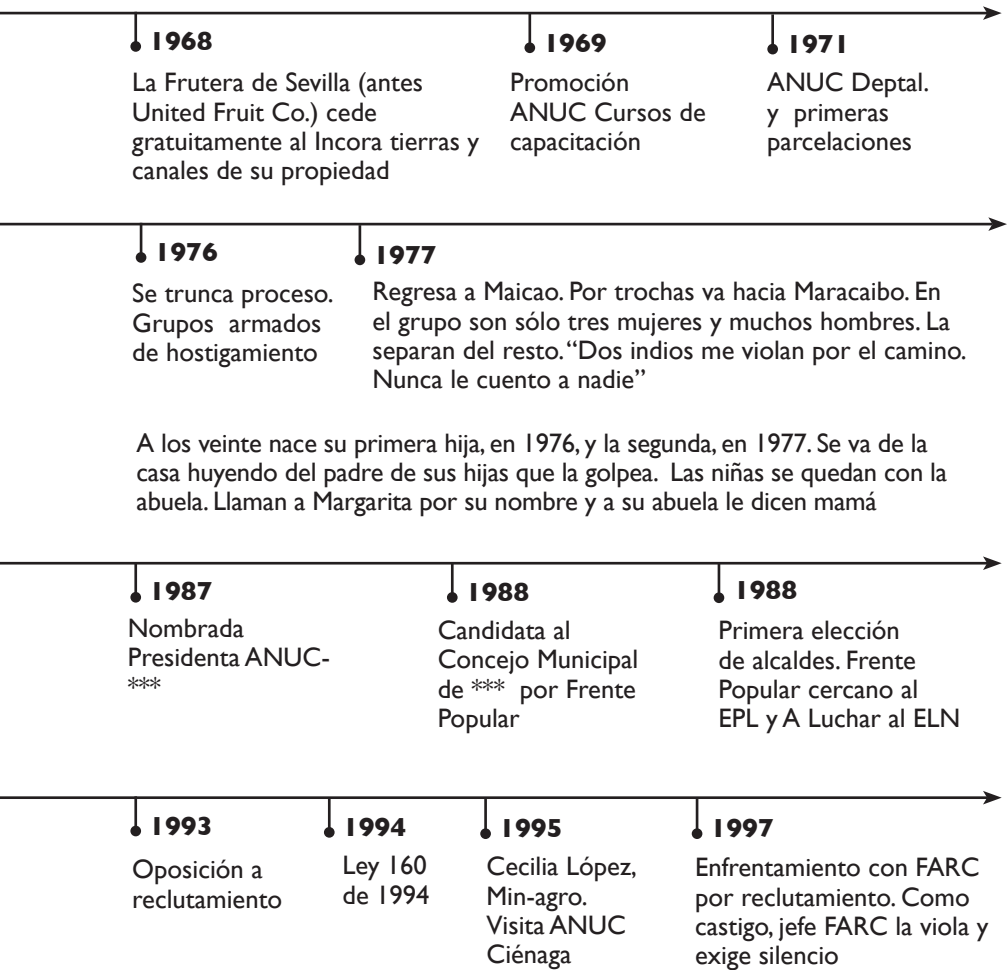 1968
La Frutera de Sevilla (antes
United Fruit Co.) cede
gratuitamente al Incora tierras y
canales de su propiedad
1969
Promoción
ANUC Cursos de
capacitación
1971
ANUC Deptal.
y primeras
parcelaciones
1976
Se trunca proceso.
Grupos armados
de hostigamiento
1977
Regresa a Maicao. Por trochas va hacia Maracaibo. En
el grupo son sólo tres mujeres y muchos hombres. La
separan del resto. “Dos indios me violan por el camino.
Nunca le cuento a nadie”
A los veinte nace su primera hija, en 1976, y la segunda, en 1977. Se va de la
casa huyendo del padre de sus hijas que la golpea. Las niñas se quedan con la
abuela. Llaman a Margarita por su nombre y a su abuela le dicen mamá
1987
Nombrada
Presidenta ANUC-
***
1988
Candidata al
Concejo Municipal
de *** por Frente
Popular
1988
Primera elección
de alcaldes. Frente
Popular cercano al
EPL y A Luchar al ELN
1993
Oposición a
reclutamiento
1994
Ley 160
de 1994
1995
Cecilia López,
Min-agro.
Visita ANUC
Ciénaga
1997
Enfrentamiento con FARC
por reclutamiento. Como
castigo, jefe FARC la viola y
exige silencio